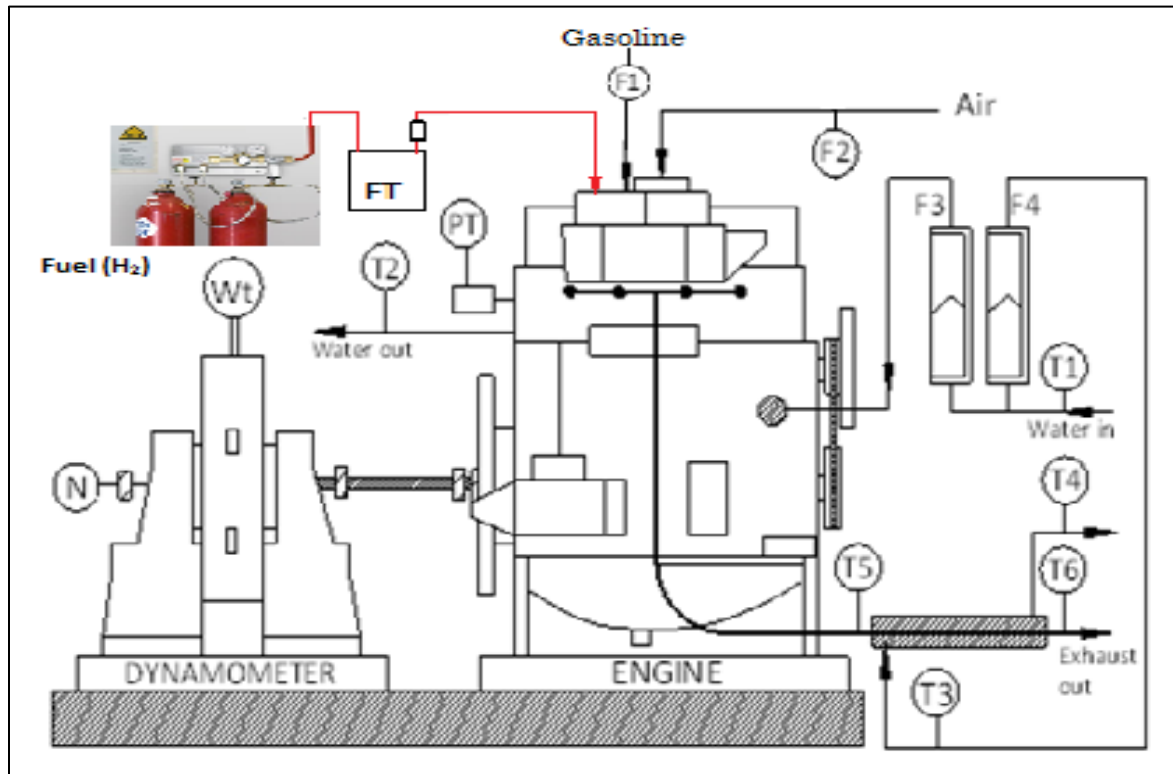 Gasoline
F1
Air
F2
FT
F3
F4
PT
Fuel (H₂)
T2
Wt
Water out
T1
Water in
N
T4
T5
T6
Exhaust
out
T3
DYNAMOMETER
ENGINE